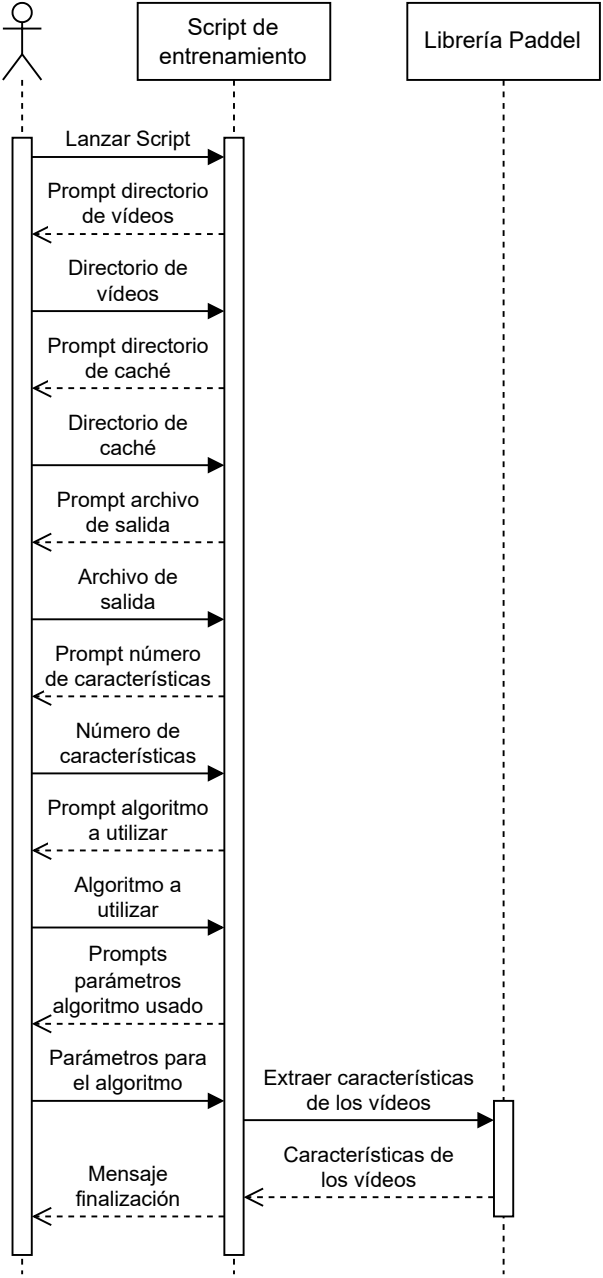 Script de
entrenamiento
Librería Paddel
Lanzar Script
Prompt directorio
de vídeos
Directorio de
vídeos
Prompt directorio
de caché
Directorio de
caché
Prompt archivo
de salida
Archivo de
salida
Prompt número
de características
Número de
características
Prompt algoritmo
a utilizar
Algoritmo a
utilizar
Prompts
parámetros
algoritmo usado
Parámetros para
el algoritmo
Extraer características
de los vídeos
Características de
los vídeos
Mensaje
finalización